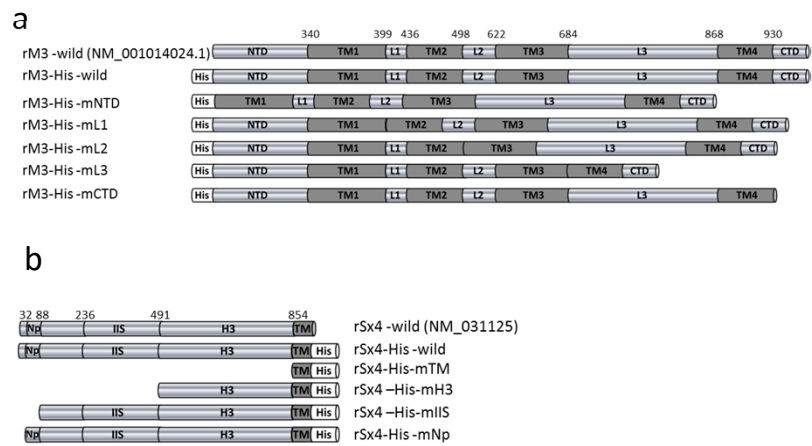 a
340 399 436 498 622 684 868 930
rM3 -wild (NM_001014024.1) NTD TM1 L1 TM2 L2 TM3 L3 TM4 CTD
rM3-His -wild His NTD TM1 L1 TM2 L2 TM3 L3 TM4 CTD
rM3-His -mNTD His TM1 L1 TM2 L2 TM3 L3 TM4 CTD
rM3-His -mL1 His NTD TM1 TM2 L2 TM3 L3 TM4 CTD
rM3-His -mL2 His NTD TM1 L1 TM2 TM3 L3 TM4 CTD
rM3-His -mL3 His NTD TM1 L1 TM2 L2 TM3 TM4 CTD
rM3-His -mCTD His NTD TM1 L1 TM2 L2 TM3 L3 TM4
b
32 88 236 491 854
Np IIS H3 TM rSx4 -wild (NM_031125)
Np IIS H3 TM His rSx4-His -wild
TM His rSx4-His-mTM
H3 TM His rSx4 –His-mH3
IIS H3 TM His rSx4 –His-mIIS
Np IIS H3 TM His rSx4-His -mNp